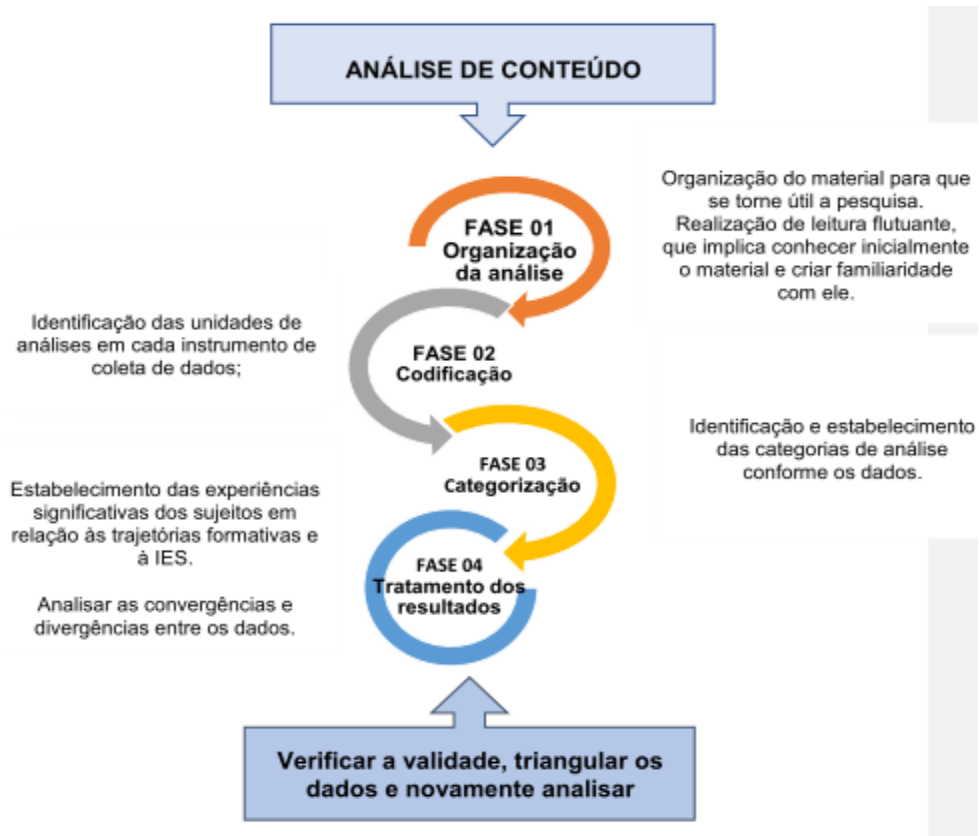 ANÁLISE DE CONTEÚDO
FASE 01
Organização
da análise
Organização do material para que
se torne útil a pesquisa.
Realização de leitura flutuante,
que implica conhecer inicialmente
o material e criar familiaridade
com ele.
Identificação das unidades de
análises em cada instrumento de
coleta de dados;
FASE 02
Codificação
FASE 03
Categorização
Identificação e estabelecimento
das categorias de análise
conforme os dados.
Estabelecimento das experiências
significativas dos sujeitos em
relação às trajetórias formativas e
à IES.
Analisar as convergências e
divergências entre os dados.
FASE 04
Tratamento dos
resultados
Verificar a validade, triangular os
dados e novamente analisar